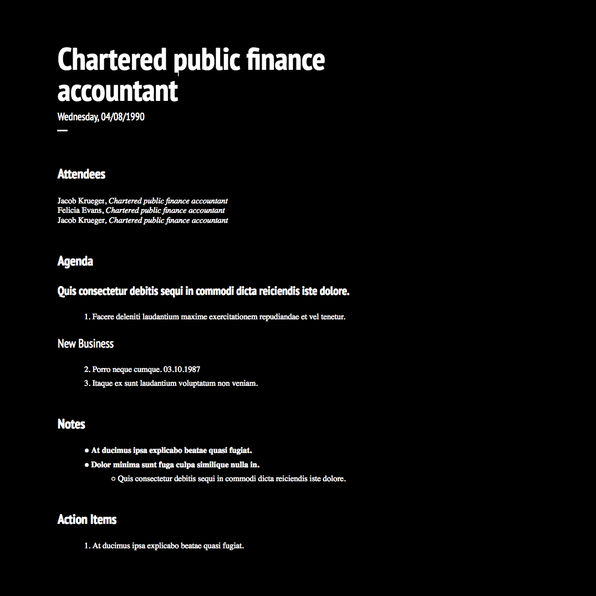 Chartered public finance
accountant
Wednesday, 04/08/1990
Attendees
Jacob Krueger, Chartered public finance accountant
Felicia Evans, Chartered public finance accountant
Jacob Krueger, Chartered public finance accountant
Agenda
Quis consectetur debitis sequi in commodi dicta reiciendis iste dolore.
1. Facere deleniti laudantium maxime exercitationem repudiandae et vel tenetur.
New Business
2. Porro neque cumque. 03.10.1987
3. Itaque ex sunt laudantium voluptatum non veniam.
Notes
● At ducimus ipsa explicabo beatae quasi fugiat.
● Dolor minima sunt fuga culpa similique nulla in.
○ Quis consectetur debitis sequi in commodi dicta reiciendis iste dolore.
Action Items
1. At ducimus ipsa explicabo beatae quasi fugiat.